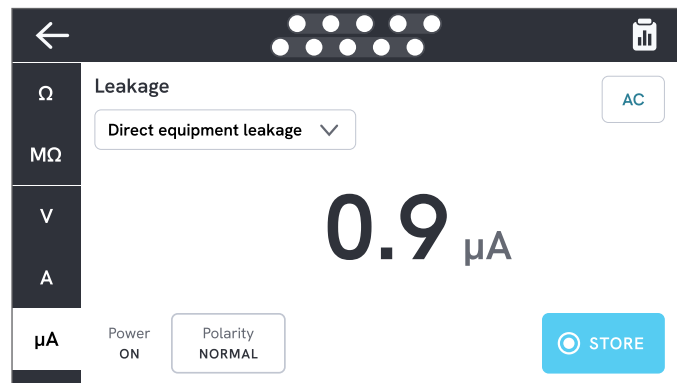 Ω
MΩ
V
A
µA
Leakage
AC
Direct equipment leakage
0.9 µA
Power
ON
Polarity
NORMAL
STORE